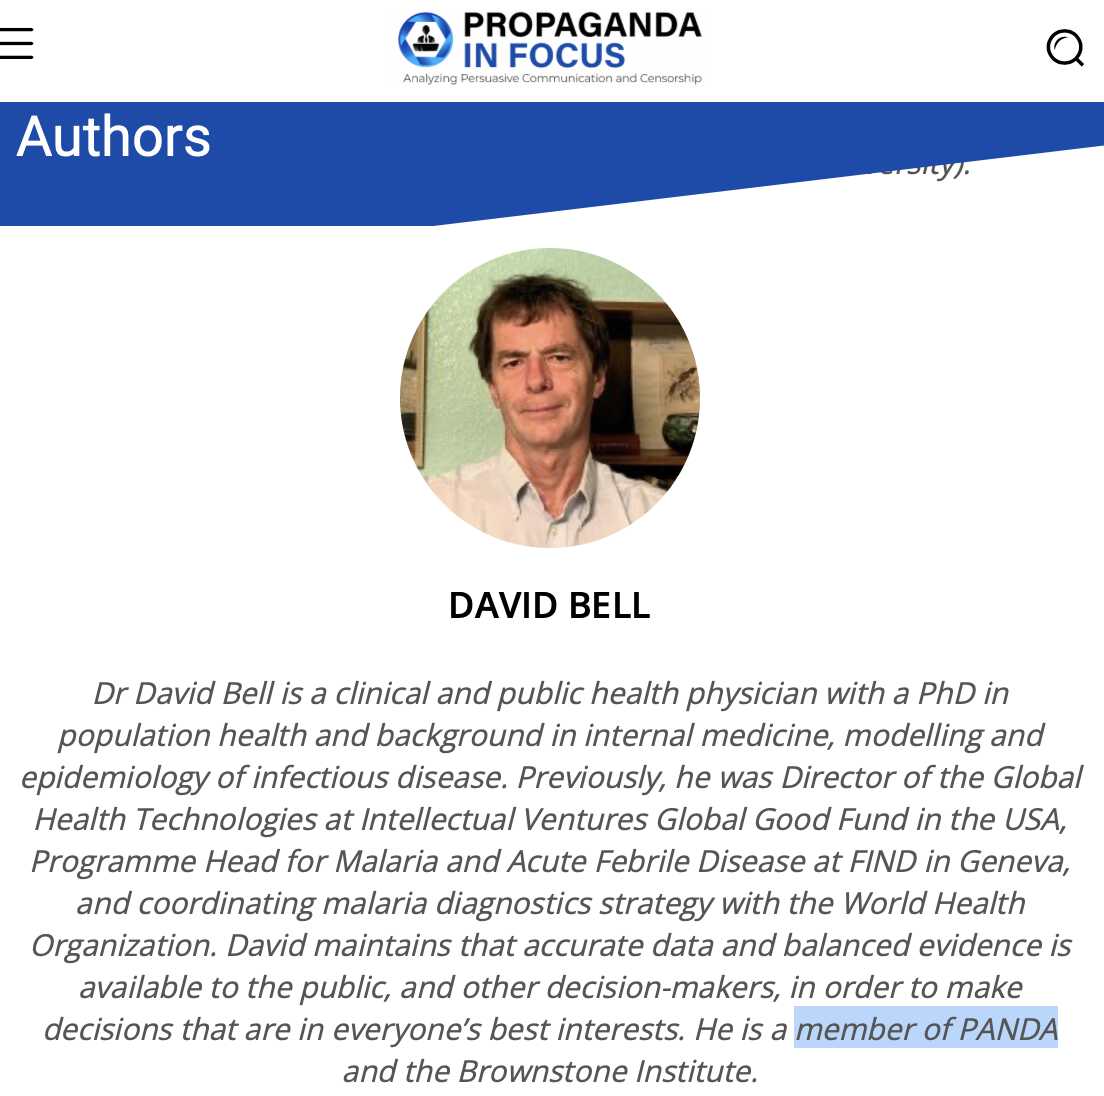 PROPAGANDA
IN FOCUS
Analyzing Persuasive Communication and Censorship
Authors
DAVID BELL
Dr David Bell is a clinical and public health physician with a PhD in
population health and background in internal medicine, modelling and
epidemiology of infectious disease. Previously, he was Director of the Global
Health Technologies at Intellectual Ventures Global Good Fund in the USA,
Programme Head for Malaria and Acute Febrile Disease at FIND in Geneva,
and coordinating malaria diagnostics strategy with the World Health
Organization. David maintains that accurate data and balanced evidence is
available to the public, and other decision-makers, in order to make
decisions that are in everyone’s best interests. He is a member of PANDA
and the Brownstone Institute.